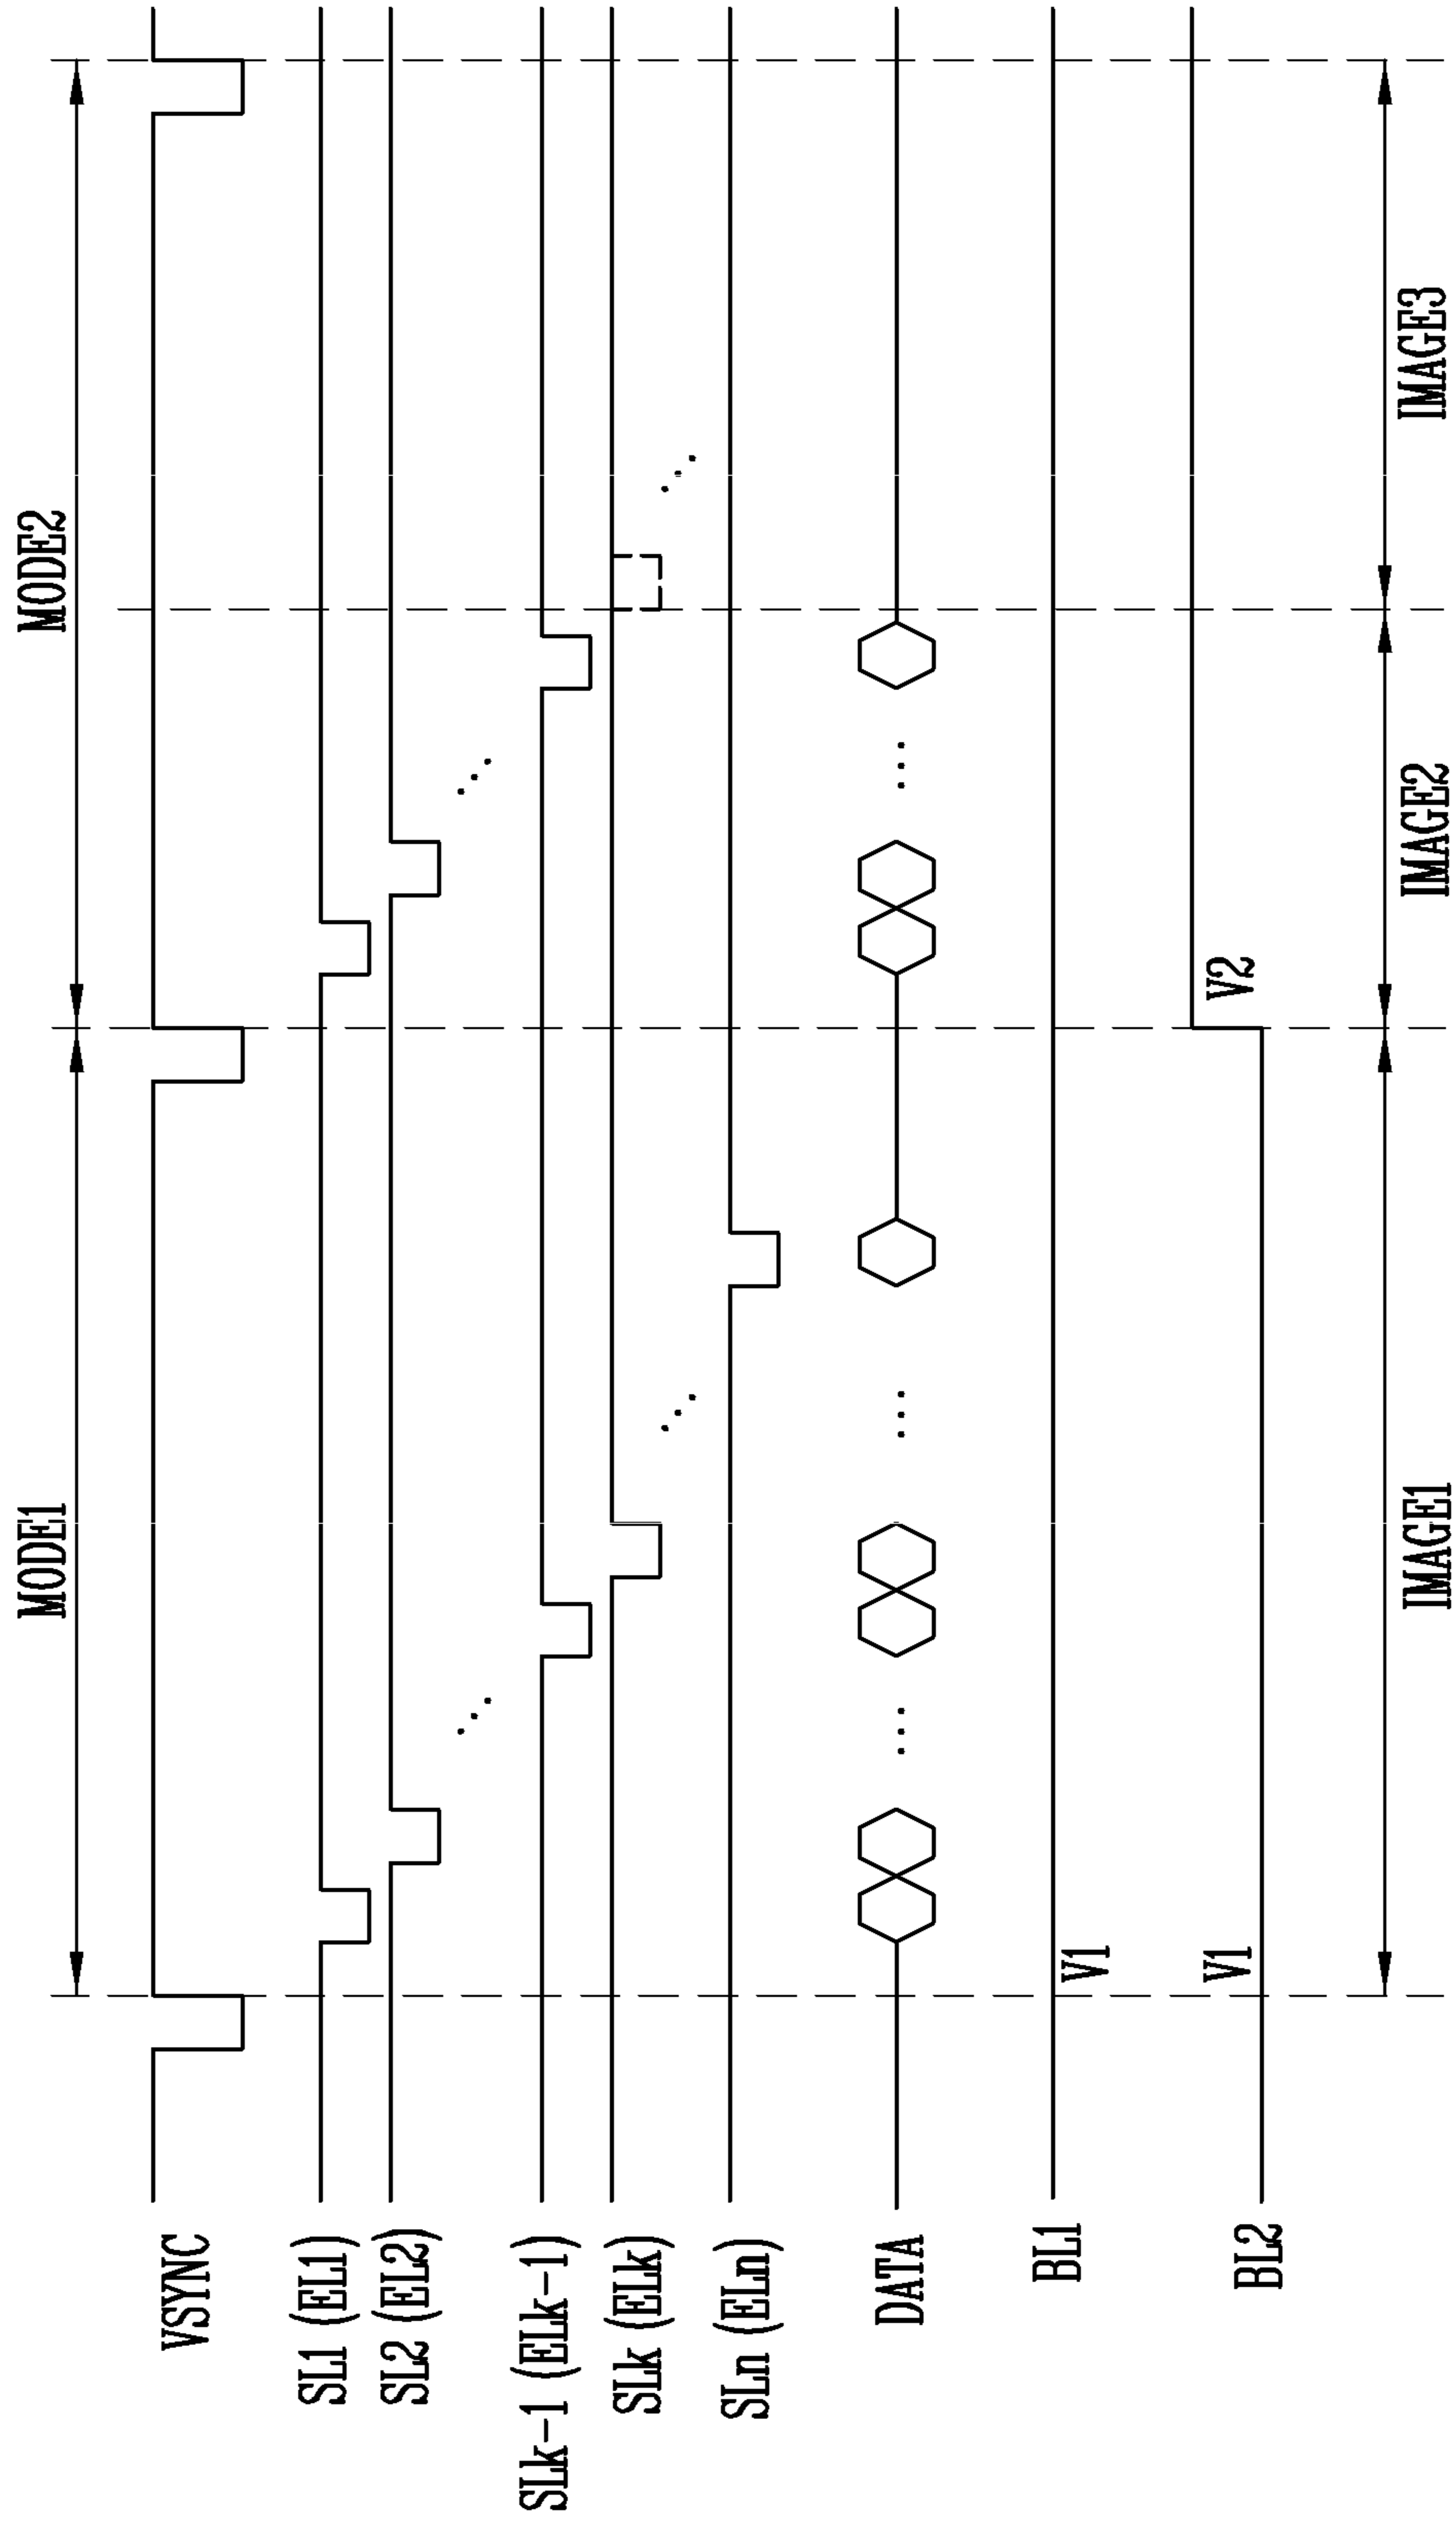 MODE1 MODE2
VSYNC
SL1 (EL1)
SL2 (EL2)
SLk-1 (ELk-1)
SLk (ELk)
SLn (ELn)
DATA
BL1 V1
BL2 V1 V2
IMAGE1 IMAGE2 IMAGE3